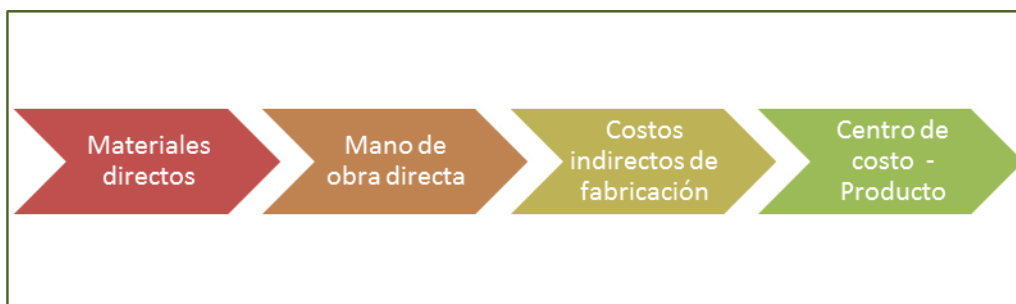 Materiales
directos
Mano de
obra directa
Costos
indirectos de
fabricación
Centro de
costo -
Producto